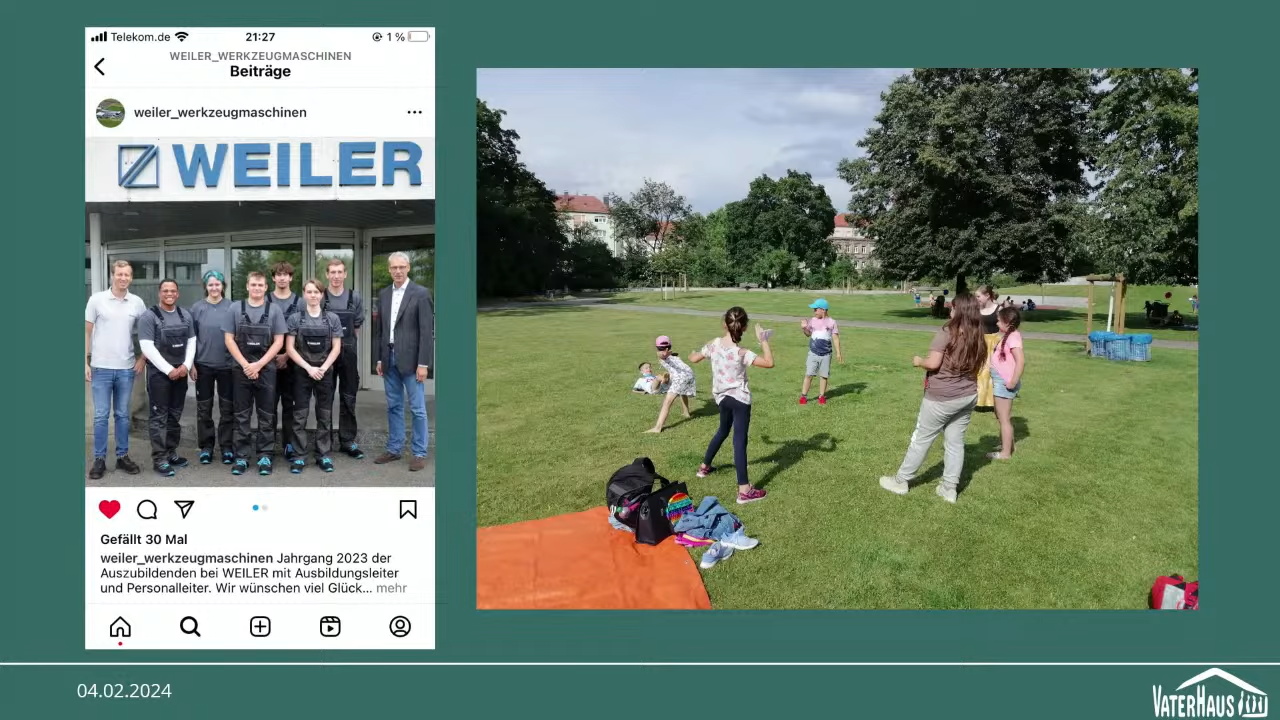 Telekom.de
21:27
1 %
WEILER_WERKZEUGMASCHINEN
Beiträge
weiler_werkzeugmaschinen
WEILER
WEILER
Gefällt 30 Mal
weiler_werkzeugmaschinen Jahrgang 2023 der
Auszubildenden bei WEILER mit Ausbildungsleiter
und Personalleiter. Wir wünschen viel Glück... mehr
04.02.2024
VATERHAUS